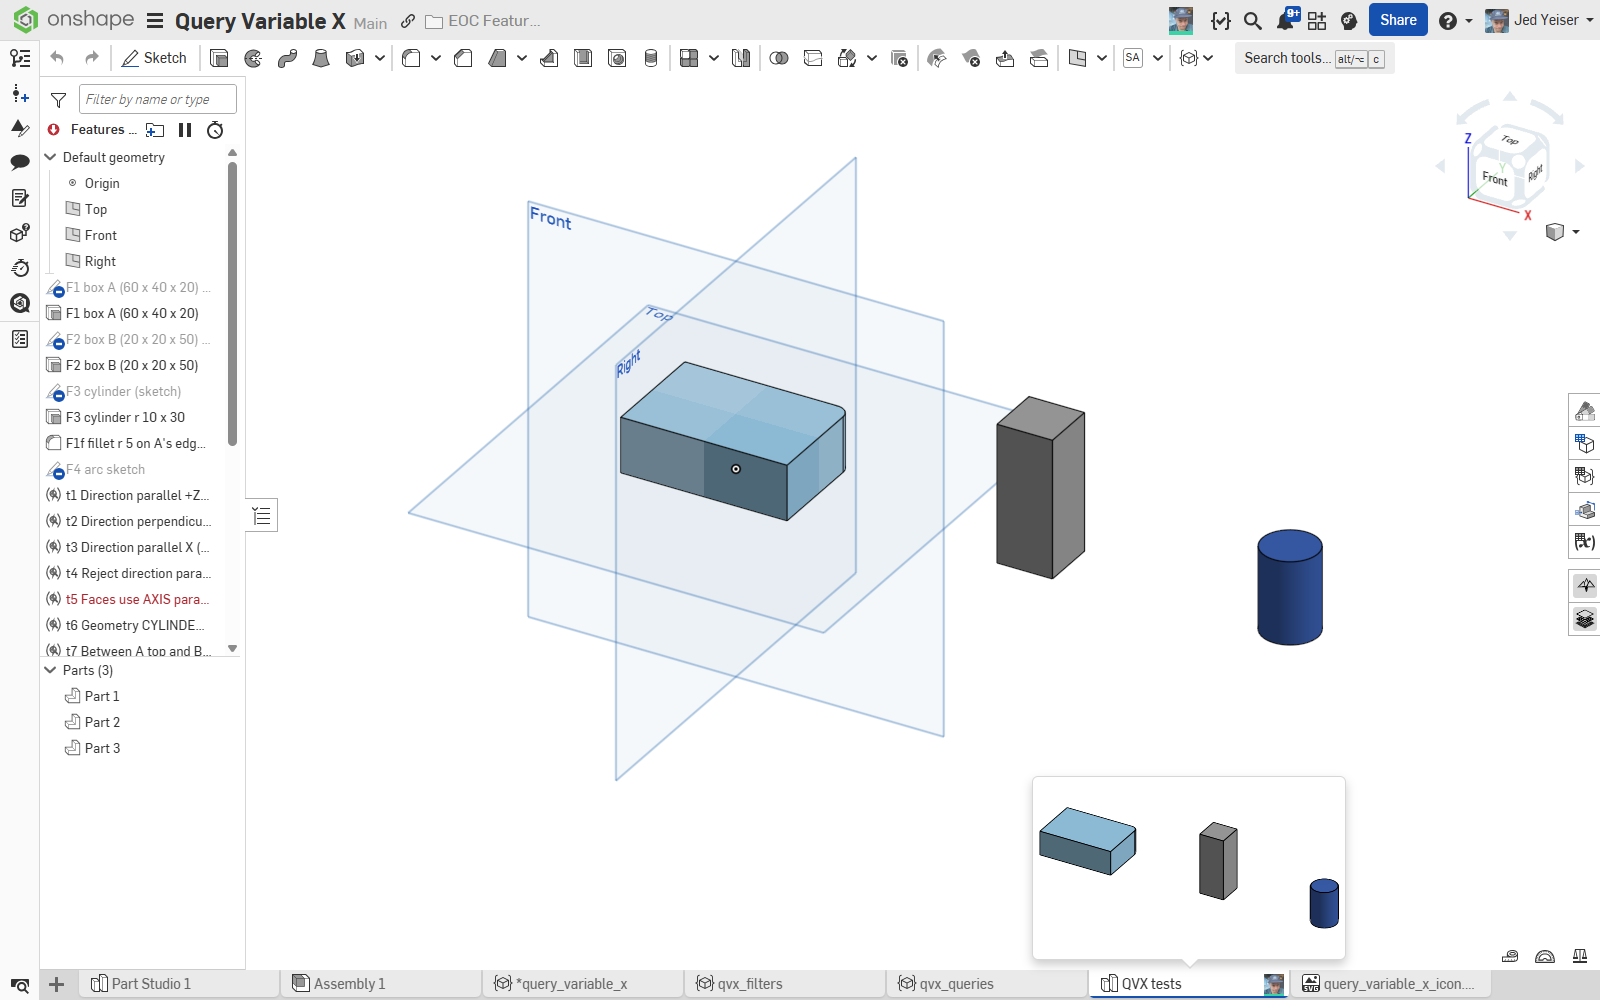 onshape
Query Variable X Main
EOC Featur...
9+
Share
Jed Yeiser
Sketch
SA
Search tools... alt/⌥ c
Filter by name or type
Features ...
Default geometry
Origin
Top
Front
Right
F1 box A (60 x 40 x 20) ...
F1 box A (60 x 40 x 20)
F2 box B (20 x 20 x 50) ...
F2 box B (20 x 20 x 50)
F3 cylinder (sketch)
F3 cylinder r 10 x 30
F1f fillet r 5 on A's edg...
F4 arc sketch
t1 Direction parallel +Z...
t2 Direction perpendicu...
t3 Direction parallel X (...
t4 Reject direction para...
t5 Faces use AXIS para...
t6 Geometry CYLINDE...
t7 Between A top and B...
Parts (3)
Part 1
Part 2
Part 3
Front
Top
Right
Z
Top
Y
Front
Right
X
Part Studio 1
Assembly 1
*query_variable_x
qvx_filters
qvx_queries
QVX tests
SVG
query_variable_x_icon....